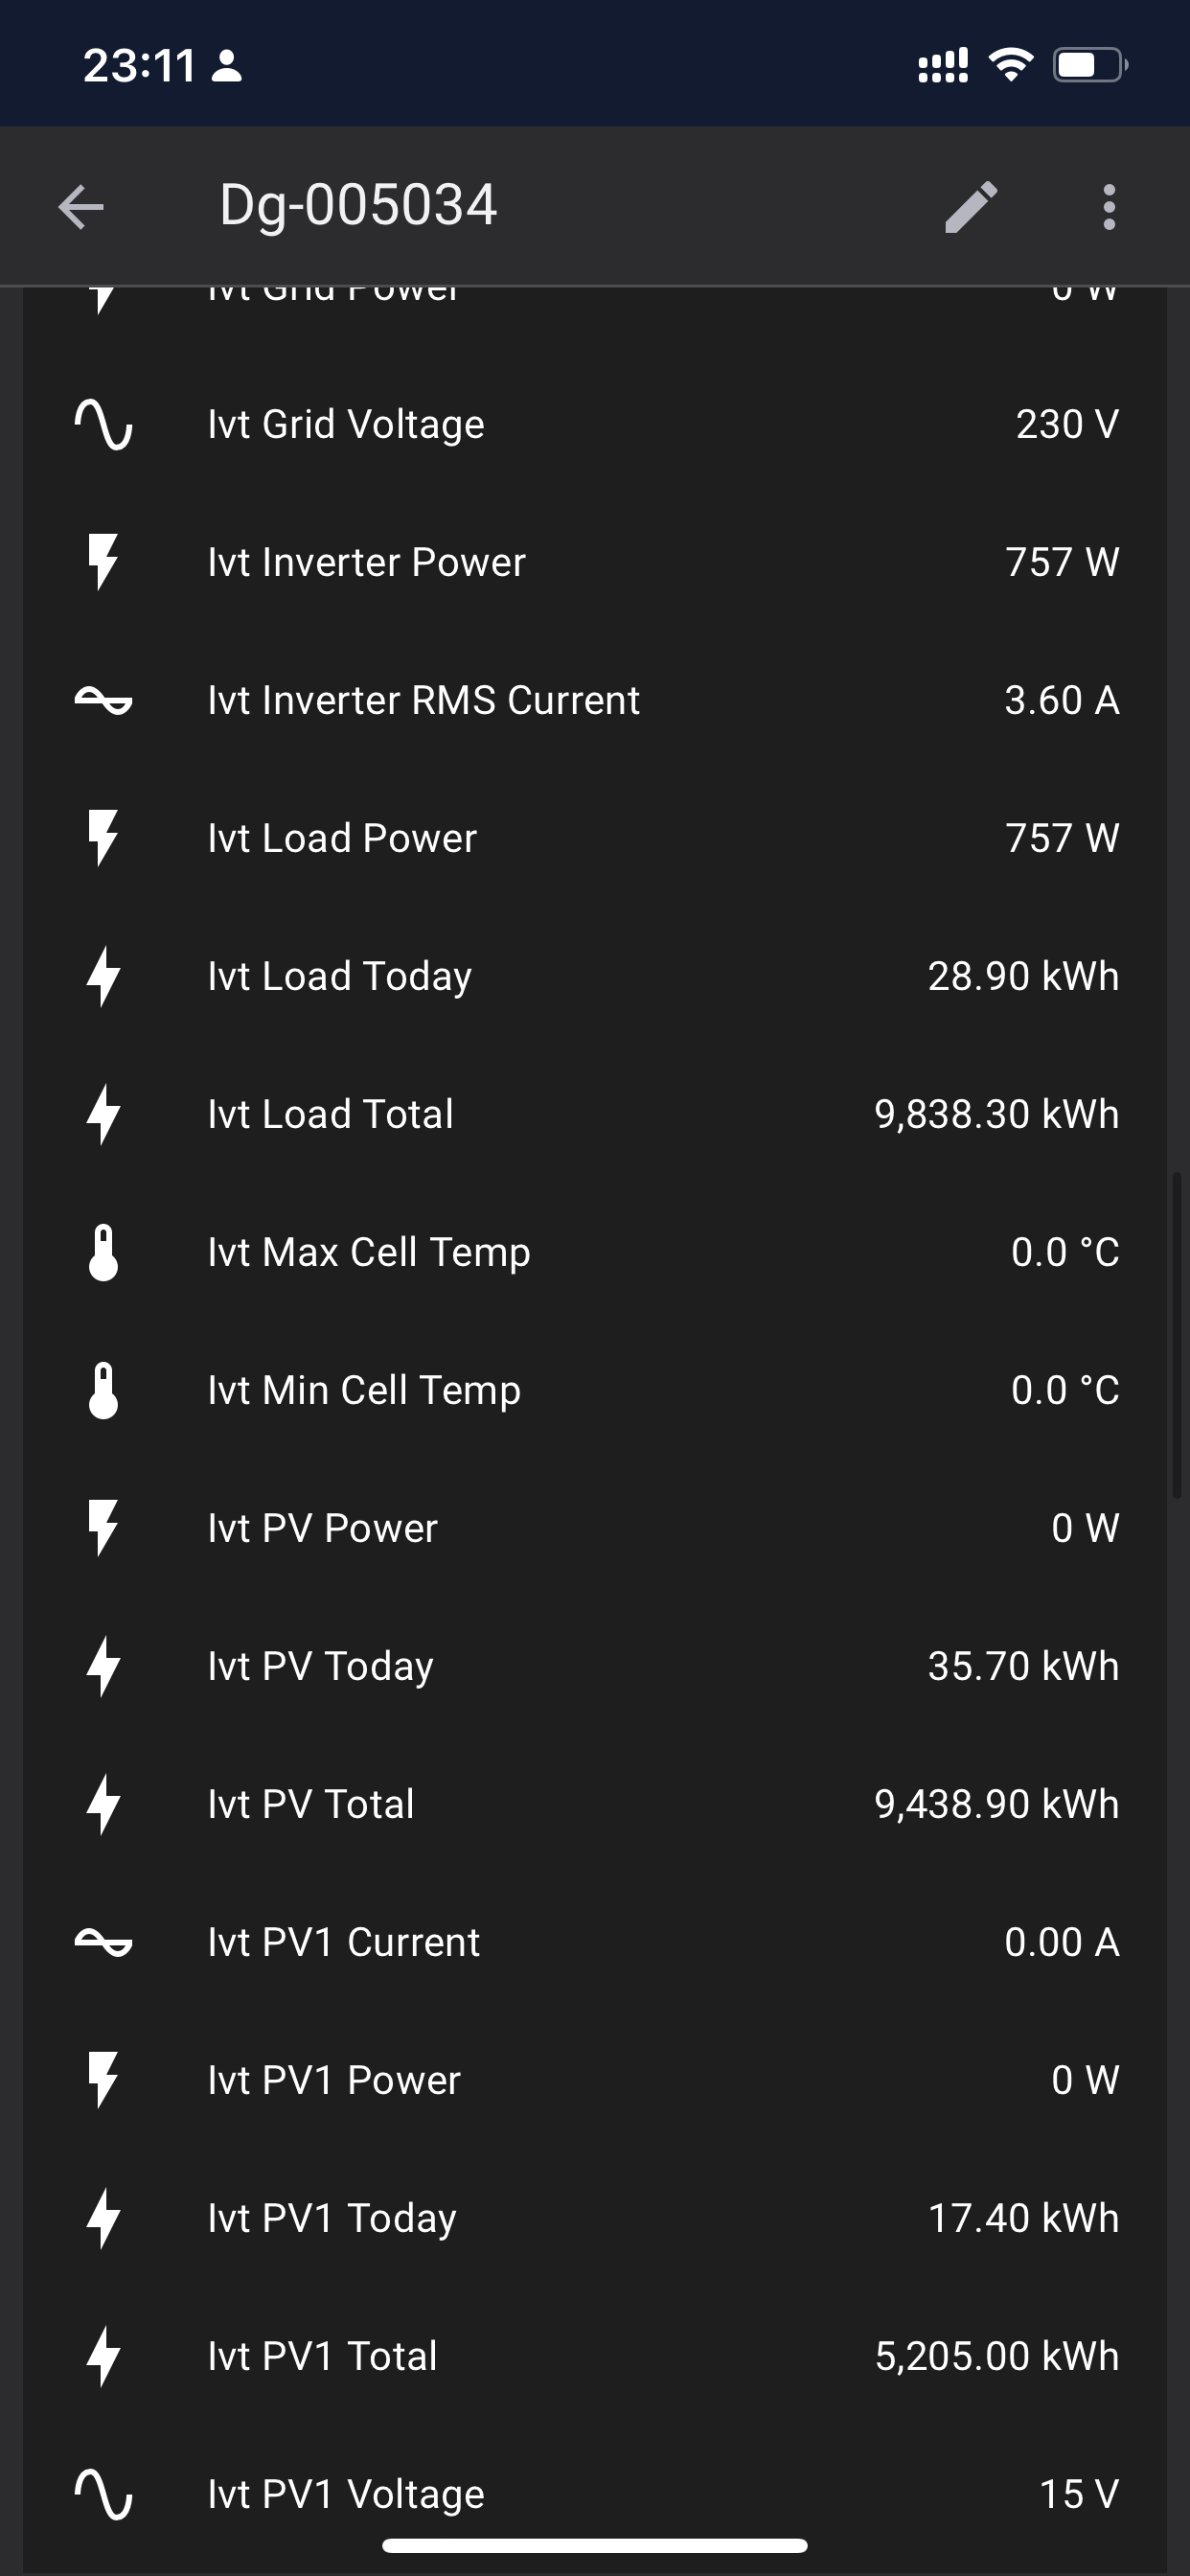 23:11
Dg-005034
Ivt Grid Power 0 W
Ivt Grid Voltage 230 V
Ivt Inverter Power 757 W
Ivt Inverter RMS Current 3.60 A
Ivt Load Power 757 W
Ivt Load Today 28.90 kWh
Ivt Load Total 9,838.30 kWh
Ivt Max Cell Temp 0.0 °C
Ivt Min Cell Temp 0.0 °C
Ivt PV Power 0 W
Ivt PV Today 35.70 kWh
Ivt PV Total 9,438.90 kWh
Ivt PV1 Current 0.00 A
Ivt PV1 Power 0 W
Ivt PV1 Today 17.40 kWh
Ivt PV1 Total 5,205.00 kWh
Ivt PV1 Voltage 15 V